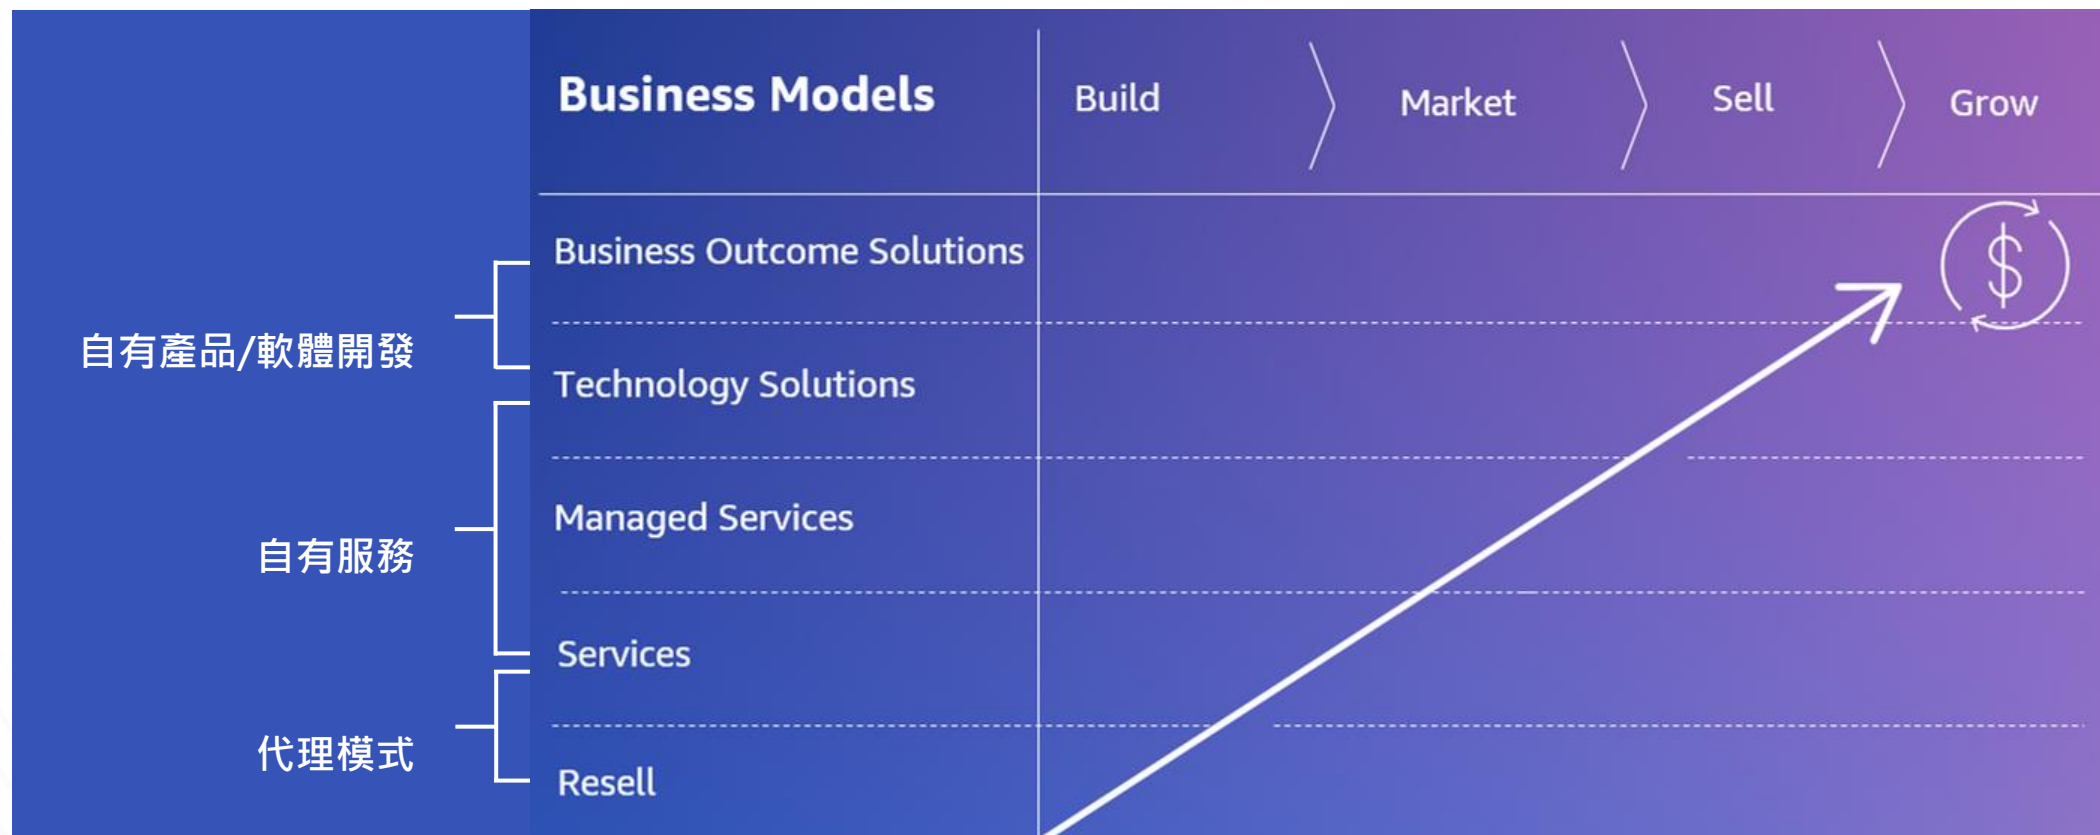 Business Models
Build
Market
Sell
Grow
Business Outcome Solutions
$
自有產品/軟體開發
Technology Solutions
Managed Services
自有服務
Services
代理模式
Resell